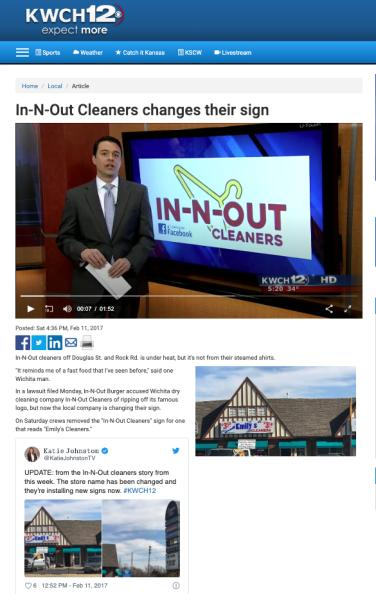 KWCH12
expect more
Sports Weather Catch it Kansas KSCW Livestream
Home / Local / Article
In-N-Out Cleaners changes their sign
IN-N-OUT
CLEANERS
Facebook
KWCH12 HD
5:20 34°
00:07 / 01:52
Posted: Sat 4:36 PM, Feb 11, 2017
In-N-Out cleaners off Douglas St. and Rock Rd. is under heat, but it's not from their steamed shirts.
"It reminds me of a fast food that I've seen before," said one
Wichita man.
In a lawsuit filed Monday, In-N-Out Burger accused Wichita dry
cleaning company In-N-Out Cleaners of ripping off its famous
logo, but now the local company is changing their sign.
On Saturday crews removed the "In-N-Out Cleaners" sign for one
that reads "Emily's Cleaners."
Emily's
CLEANERS
Katie Johnston
@KatieJohnstonTV
UPDATE: from the In-N-Out cleaners story from
this week. The store name has been changed and
they're installing new signs now. #KWCH12
6 12:52 PM - Feb 11, 2017